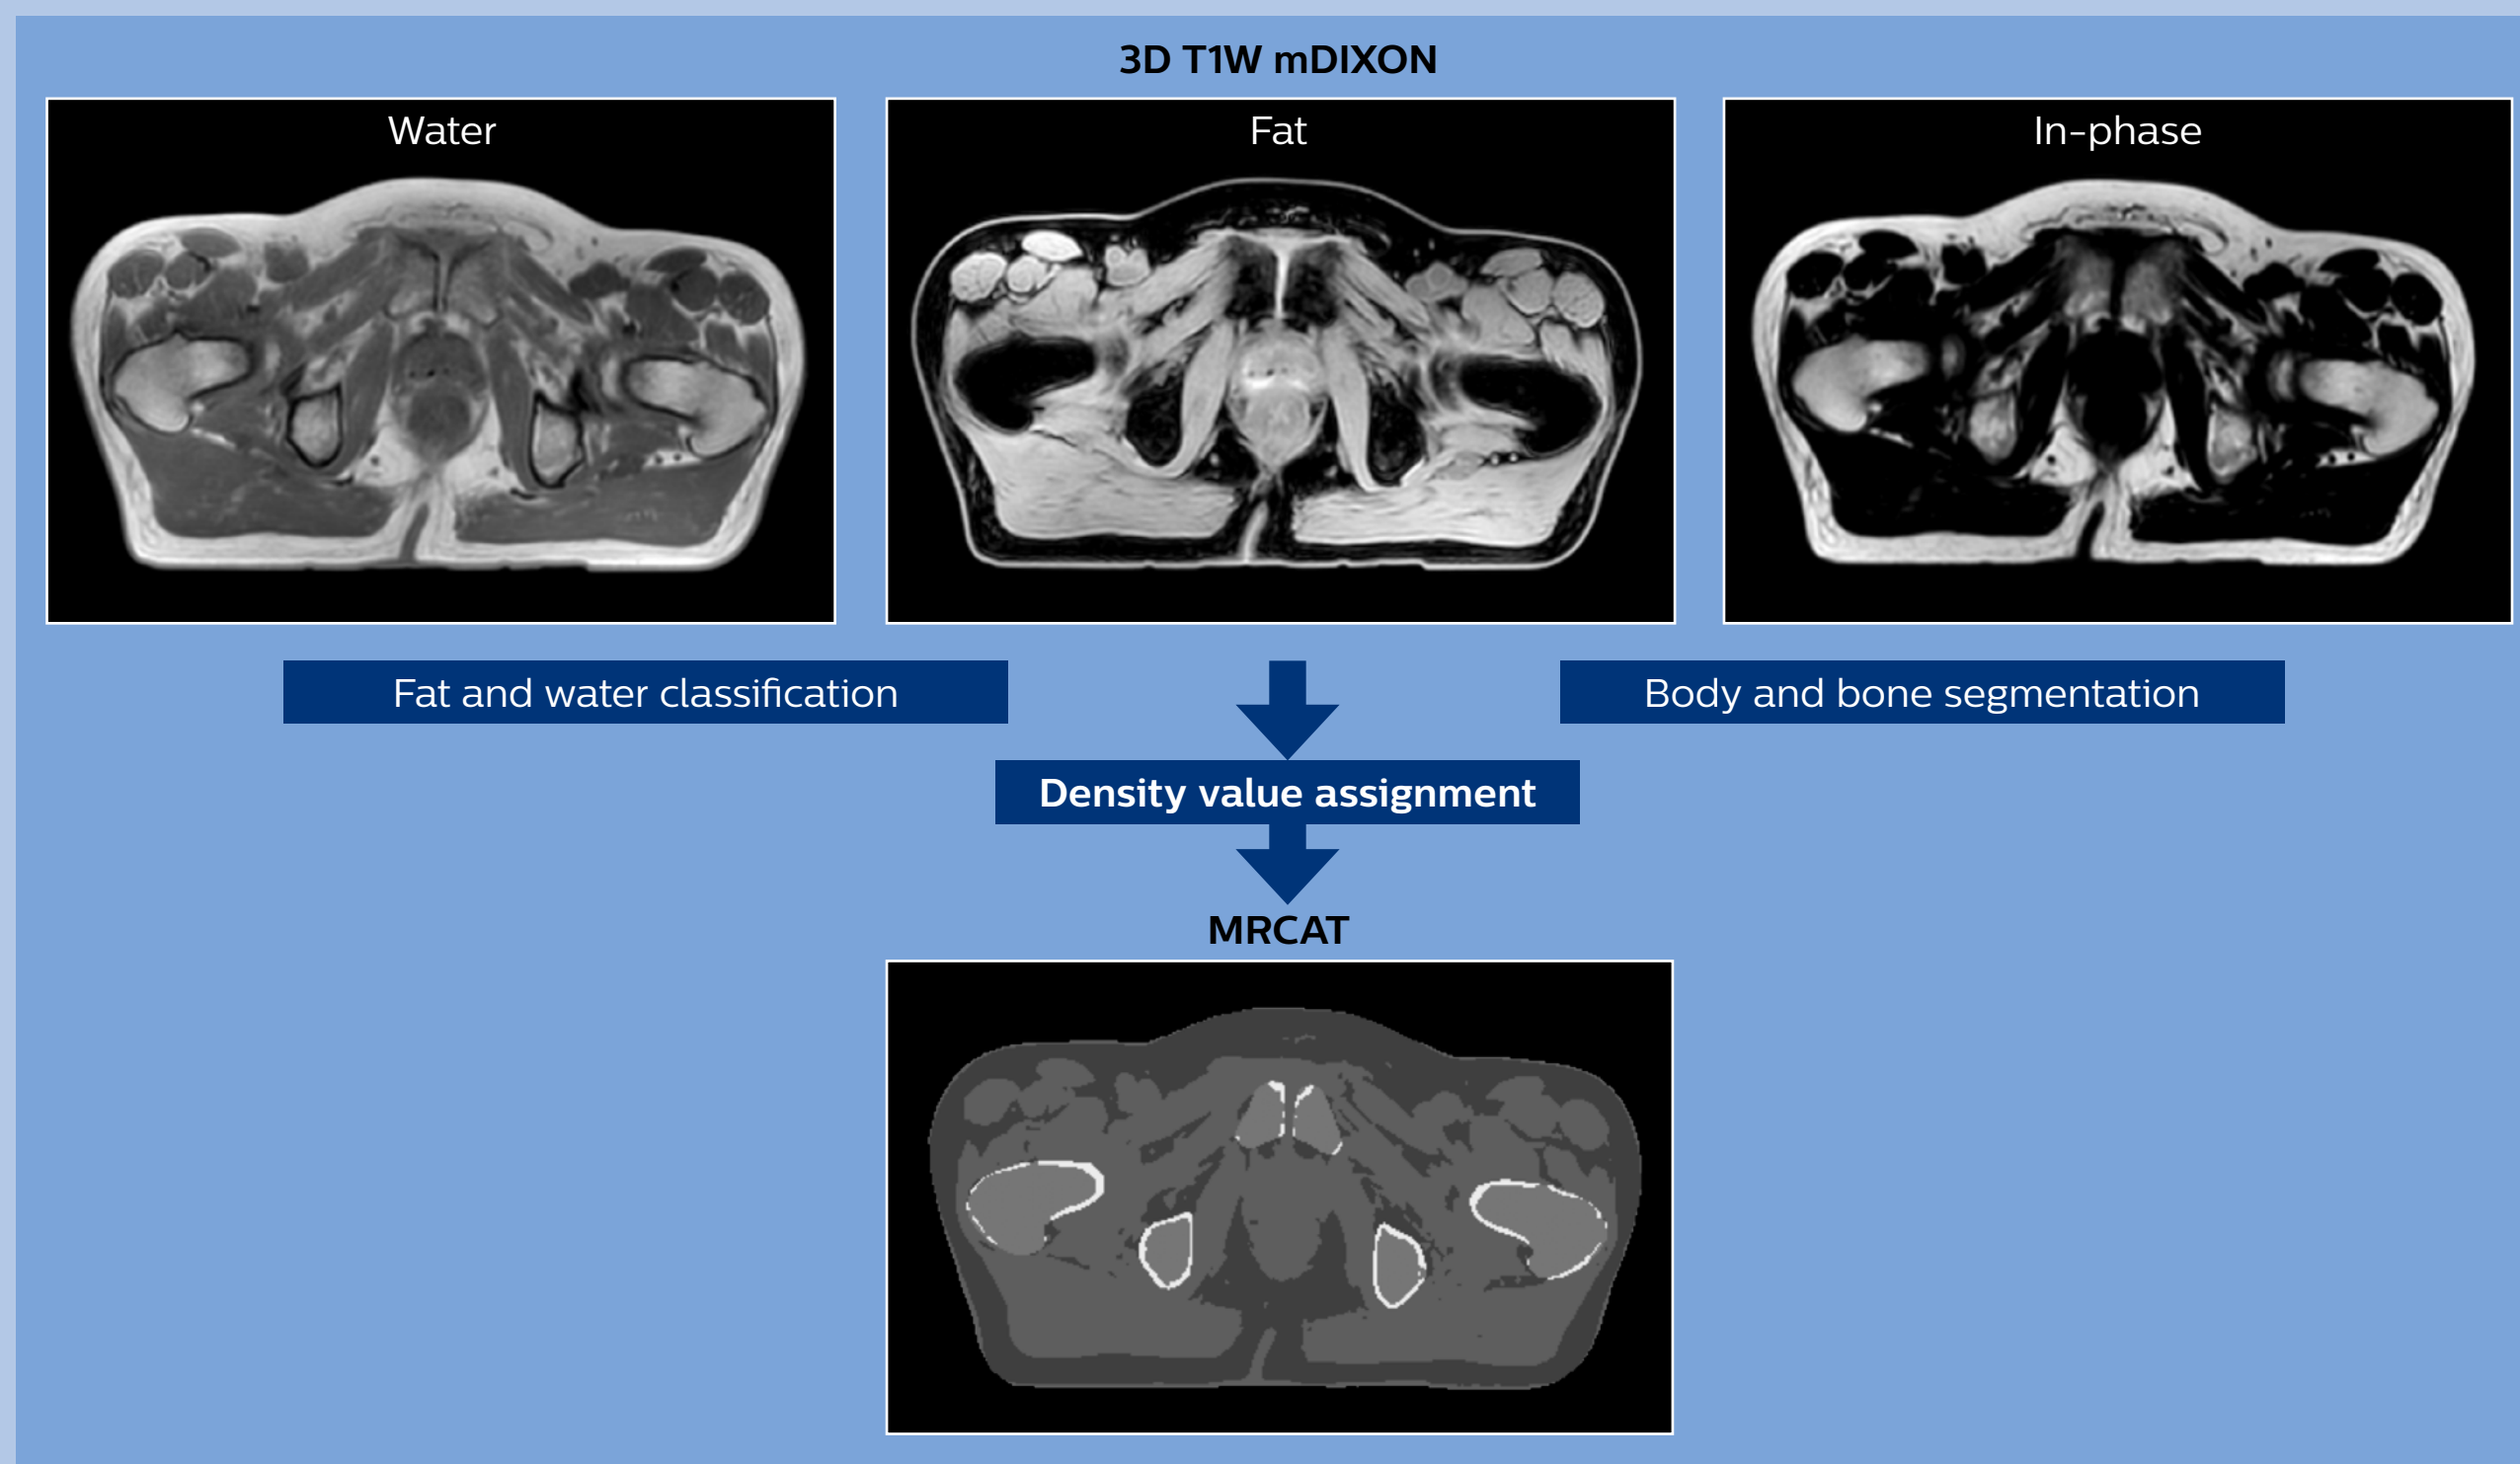 3D T1W mDIXON
Water
Fat
In-phase
Fat and water classification
Body and bone segmentation
Density value assignment
MRCAT